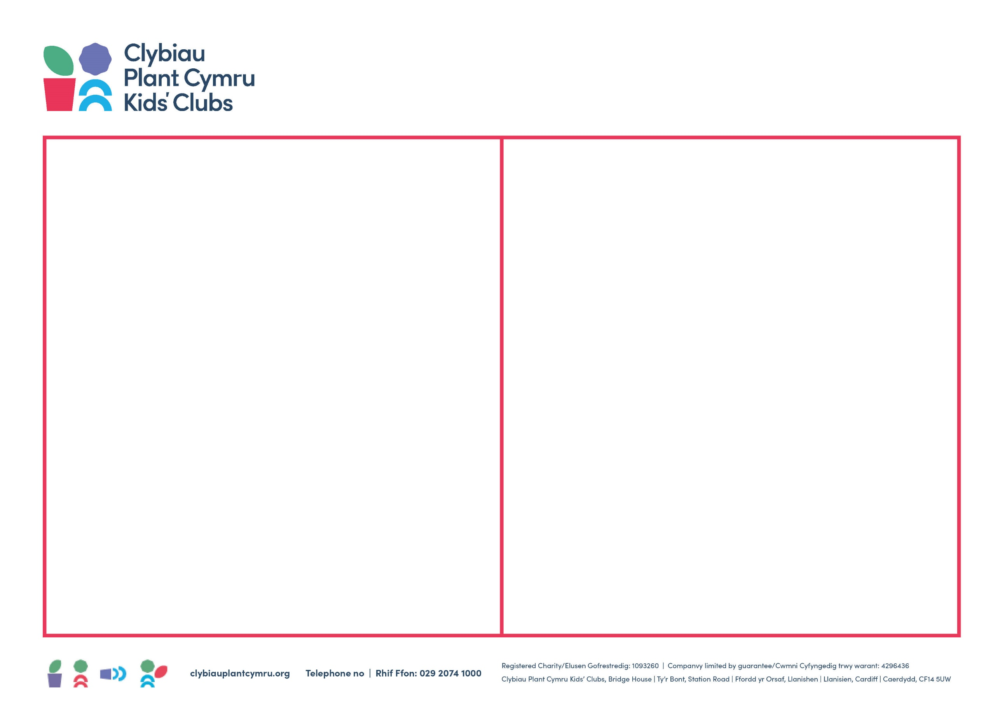 Clybiau
Plant Cymru
Kids' Clubs
clybiauplantcymru.org Telephone no | Rhif Ffon: 029 2074 1000
Registered Charity/Elusen Gofrestredig: 1093260 | Companvy limited by guarantee/Cwmni Cyfyngedig trwy warant: 4296436
Clybiau Plant Cymru Kids’ Clubs, Bridge House | Ty’r Bont, Station Road | Ffordd yr Orsaf, Llanishen | Llanisien, Cardiff | Caerdydd, CF14 5UW